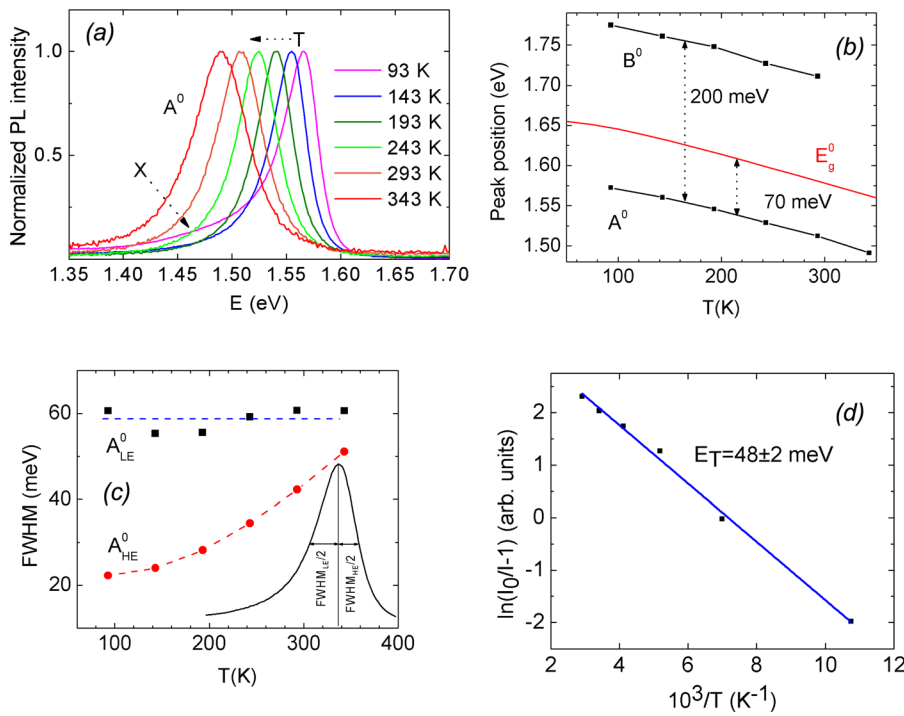 (a)
T
A⁰
X
93 K
143 K
193 K
243 K
293 K
343 K
1.0
0.5
Normalized PL intensity
1.35 1.40 1.45 1.50 1.55 1.60 1.65 1.70
E (eV)
(b)
B⁰
200 meV
E⁰g
70 meV
A⁰
1.75
1.70
1.65
1.60
1.55
1.50
Peak position (eV)
100 200 300
T(K)
(c)
A⁰LE
A⁰HE
FWHM_LE/2
FWHM_HE/2
80
60
40
20
FWHM (meV)
100 200 300 400
T(K)
(d)
E_T=48±2 meV
2
1
0
-1
-2
ln(I₀/I-1) (arb. units)
2 4 6 8 10 12
10³/T (K⁻¹)